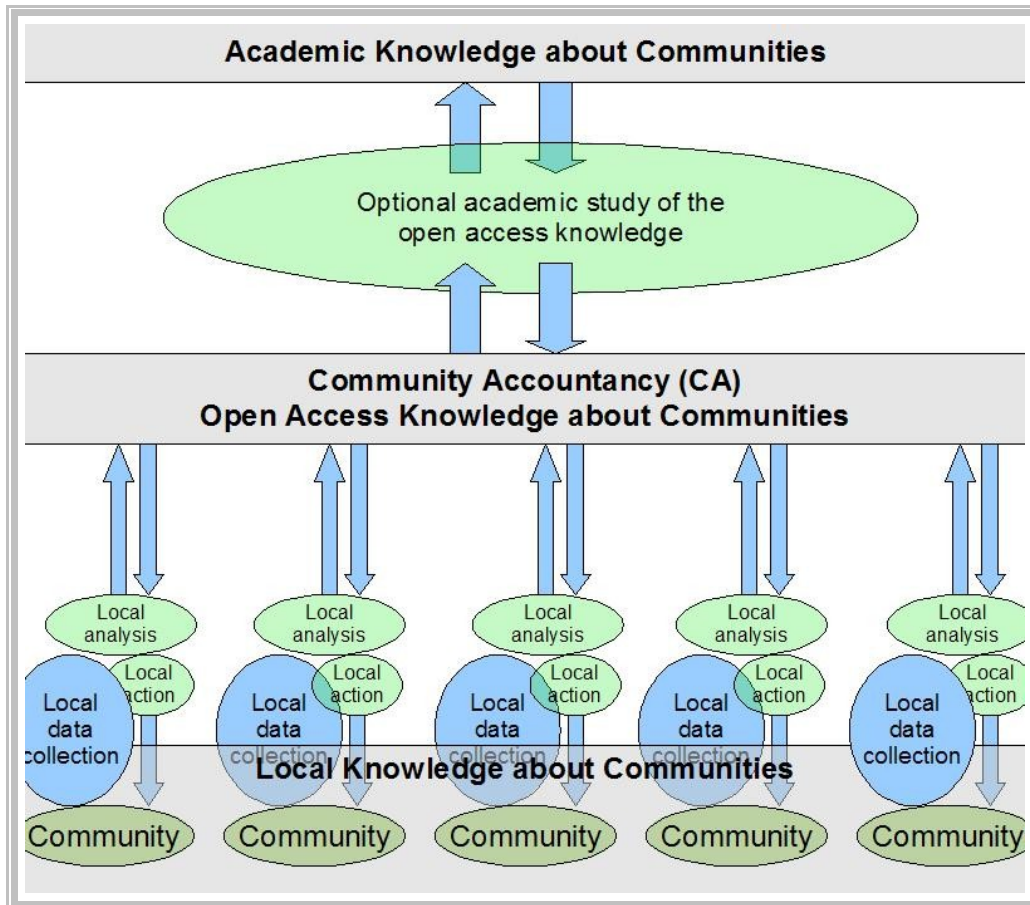 Academic Knowledge about Communities
Optional academic study of the
open access knowledge
Community Accountancy (CA)
Open Access Knowledge about Communities
Local
analysis
Local
analysis
Local
analysis
Local
analysis
Local
analysis
Local
action
Local
action
Local
action
Local
action
Local
action
Local
data
collection
Local
data
collection
Local
data
collection
Local
data
collection
Local
data
collection
Local Knowledge about Communities
Community
Community
Community
Community
Community